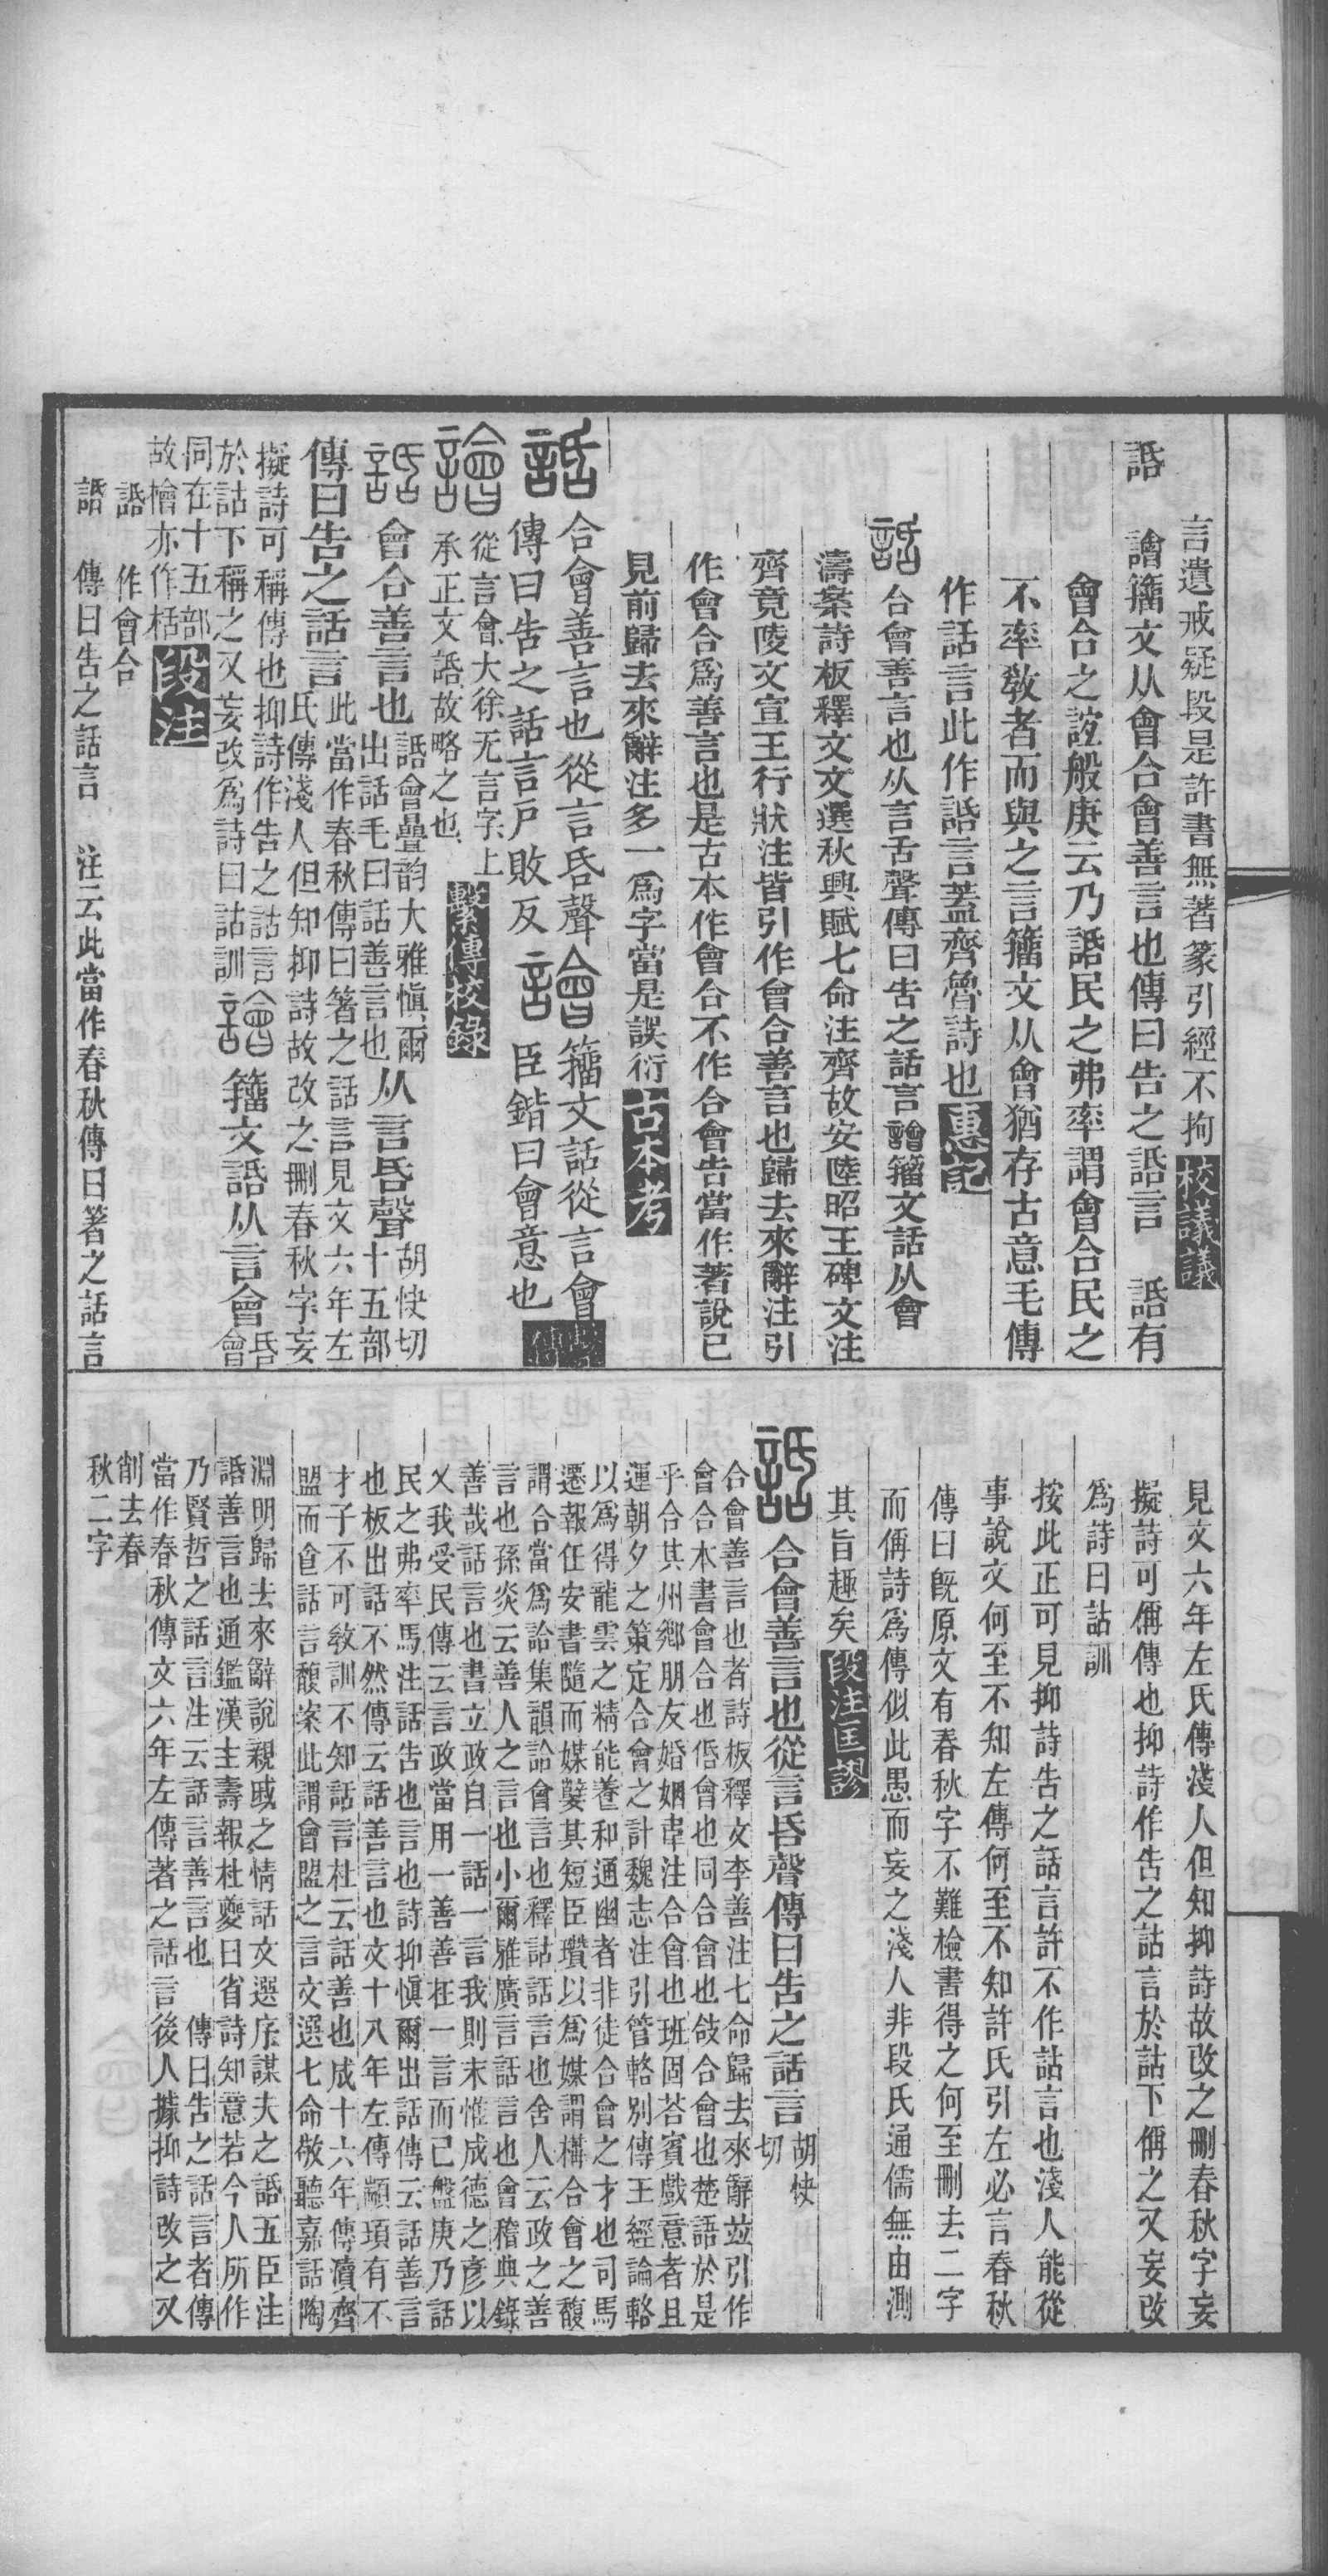 言遺戒疑段是許書無著篆引經不拘校議議
䛡 譮籒文从會合會善言也傳曰告之䛡言 䛡有
會合之誼般庚云乃䛡民之弗率謂會合民之
不率敎者而與之言籒文从會猶存古意毛傳
作話言此作䛡言蓋齊魯詩也惠記
䛡 合會善言也从言舌聲傳曰告之話言譮籒文話从會
濤案詩板釋文文選秋興賦七命注齊故安陸昭王碑文注
齊竟陵文宣王行狀注皆引作會合善言也歸去來辭注引
作會合爲善言也是古本作會合不作合會告當作著說已
見前歸去來辭注多一爲字當是誤衍古本考
䛡 合會善言也從言昏聲譮籒文話從言會
傳曰告之話言戸敗反 臣鍇曰會意也繫傳
譮 從言會大徐无言字上
承正文䛡故略之也繫傳校錄
䛡 會合善言也䛡會曡韵大雅愼爾
出話毛曰話善言也从言昏聲胡快切
十五部
傳曰告之話言此當作春秋傳曰箸之話言見文六年左
氏傳淺人但知抑詩故改之刪春秋字妄
擬詩可稱傳也抑詩作告之詁言
於詁下稱之又妄改爲詩曰詁訓譮籒文䛡从言會昏
會
同在十五部
故檜亦作栝段注
䛡 作會合
䛡 傳曰告之話言 注云此當作春秋傳曰箸之話言
見文六年左氏傳淺人但知抑詩故改之刪春秋字妄
擬詩可偁傳也抑詩作告之詁言於詁下偁之又妄改
爲詩曰詁訓
按此正可見抑詩告之話言許不作詁言也淺人能從
事說文何至不知左傳何至不知許氏引左必言春秋
傳曰旣原文有春秋字不難檢書得之何至刪去二字
而偁詩爲傳似此愚而妄之淺人非段氏通儒無由測
其旨趣矣段注匡謬
䛡 合會善言也從言昏聲傳曰告之話言胡快
切
合會善言也者詩板釋文李善注七命歸去來辭竝引作
會合本書會合也佸會也同合會也敆合會也楚語於是
乎合其州鄉朋友婚姻韋注合會也班固荅賓戲意者且
運朝夕之策定合會之計魏志注引管輅別傳王經論輅
以爲得龍雲之精能養和通幽者非徒合會之才也司馬
遷報任安書隨而媒糱其短臣瓚以爲媒謂構合會之馥
謂合當爲䛟集韻䛟會言也釋詁話言也舍人云政之善
言也孫炎云善人之言也小爾雅廣言話言也會稽典錄
善哉話言也書立政自一話一言我則末惟成德之彥以
乂我受民傳云言政當用一善善在一言而已盤庚乃話
民之弗率馬注話告也言也詩抑愼爾出話傳云話善言
也板出話不然傳云話善言也文十八年左傳顓頊有不
才子不可敎訓不知話言杜云話善也成十六年傳瀆齊
盟而食話言馥案此謂會盟之言文選七命敬聽嘉話陶
淵明歸去來辭說親戚之情話文選序謀夫之話五臣注
䛡善言也通鑑漢主壽報杜夔曰省詩知意若今人所作
乃賢哲之話言注云話言善言也 傳曰告之話言者傳
當作春秋傳文六年左傳著之話言後人據抑詩改之又
削去春
秋二字